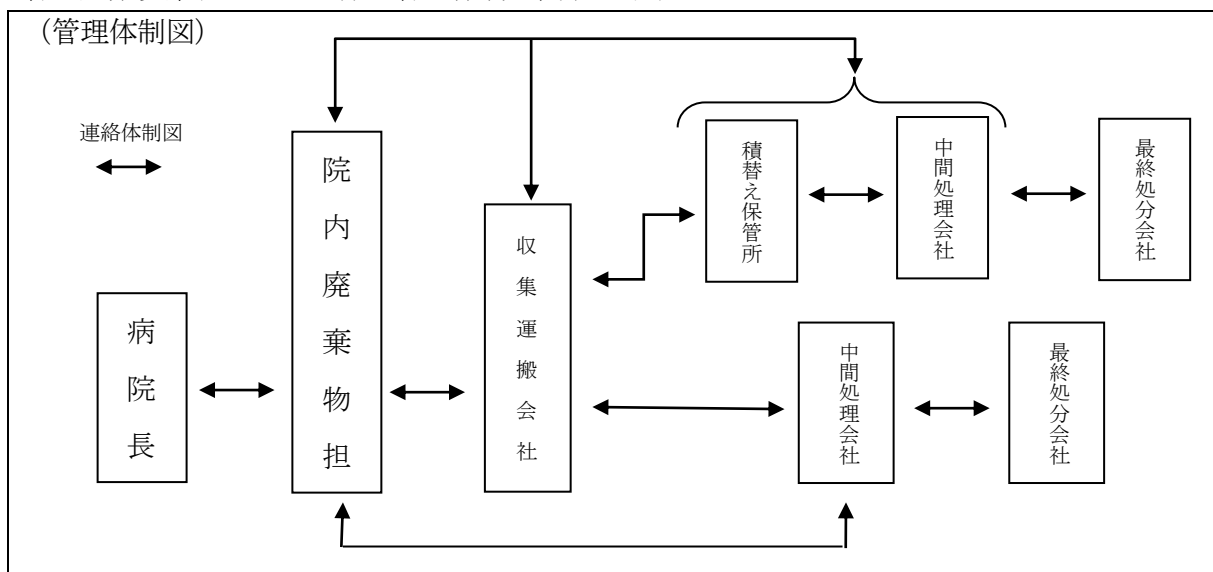 （管理体制図）
連絡体制図
病院長
院内廃棄物担
収集運搬会社
積替え保管所
中間処理会社
最終処分会社
中間処理会社
最終処分会社